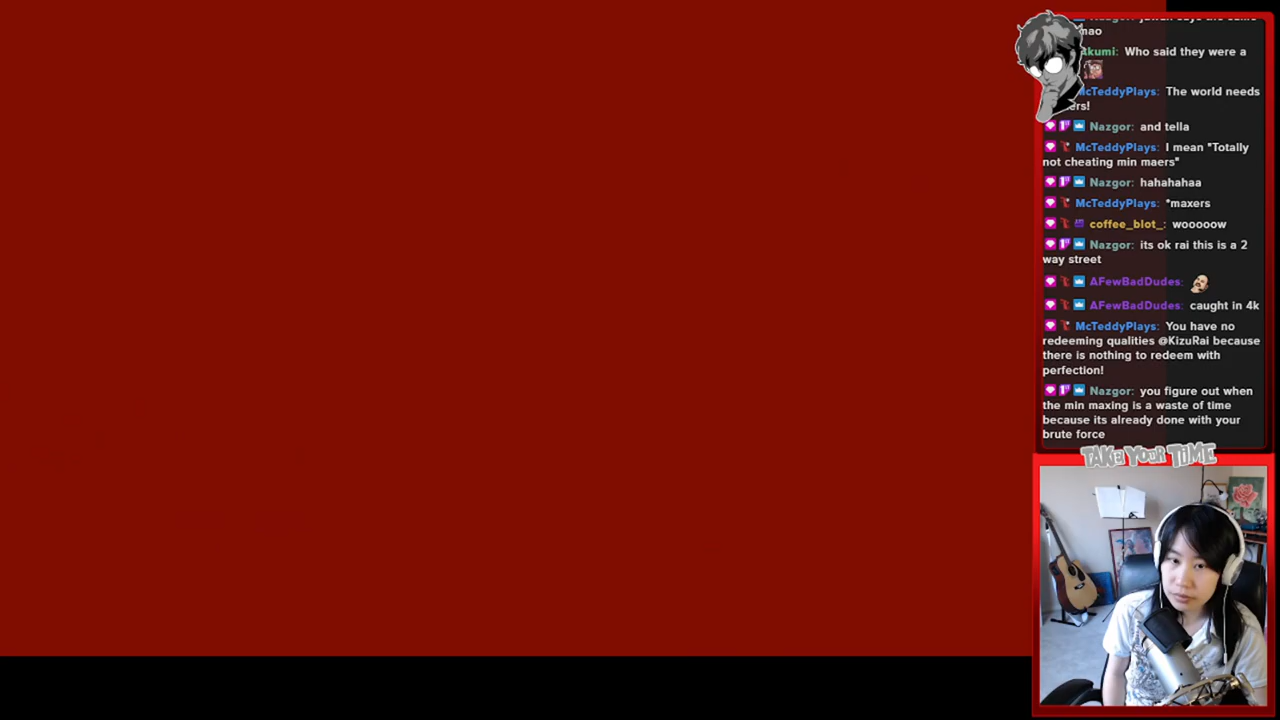 mao
kumi: Who said they were a
McTeddyPlays: The world needs
ers!
Nazgor: and tella
McTeddyPlays: I mean "Totally
not cheating min maers"
Nazgor: hahahahaa
McTeddyPlays: *maxers
coffee_blot_: wooooow
Nazgor: its ok rai this is a 2
way street
AFewBadDudes:
AFewBadDudes: caught in 4k
McTeddyPlays: You have no
redeeming qualities @KizuRai because
there is nothing to redeem with
perfection!
Nazgor: you figure out when
the min maxing is a waste of time
because its already done with your
brute force
TAKE YOUR TIME